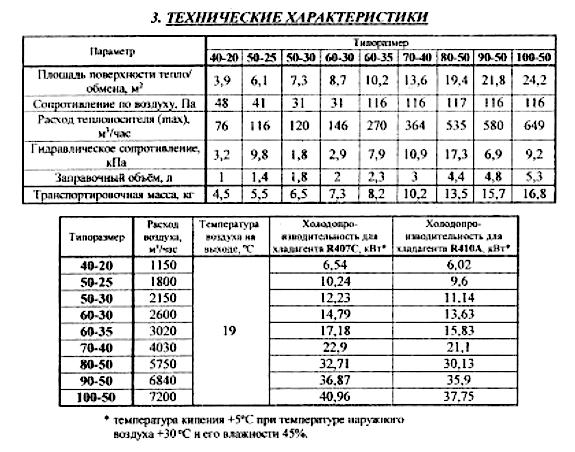 3. ТЕХНИЧЕСКИЕ ХАРАКТЕРИСТИКИ
Параметр Типоразмер
40-20 50-25 50-30 60-30 60-35 70-40 80-50 90-50 100-50
Площадь поверхности тепло/
обмена, м² 3,9 6,1 7,3 8,7 10,2 13,6 19,4 21,8 24,2
Сопротивление по воздуху, Па 48 41 31 31 116 116 117 116 116
Расход теплоносителя (max),
м³/час 76 116 120 146 270 364 535 580 649
Гидравлическое сопротивление,
кПа 3,2 9,8 1,8 2,9 7,9 10,9 17,3 6,9 9,2
Заправочный объём, л 1 1,4 1,8 2 2,3 3 4,4 4,8 5,3
Транспортировочная масса, кг 4,5 5,5 6,5 7,3 8,2 10,2 13,5 15,7 16,8
Типоразмер
Расход
воздуха,
м³/час
Температура
воздуха на
выходе, °С
Холодопро-
изводительность для
хладагента R407C, кВт*
Холодопро-
изводительность для
хладагента R410A, кВт*
40-20 1150 6,54 6,02
50-25 1800 10,24 9,6
50-30 2150 12,23 11,14
60-30 2600 14,79 13,63
60-35 3020 19 17,18 15,83
70-40 4030 22,9 21,1
80-50 5750 32,71 30,13
90-50 6840 36,87 35,9
100-50 7200 40,96 37,75
* температура кипения +5°С при температуре наружного
воздуха +30 °С и его влажности 45%.